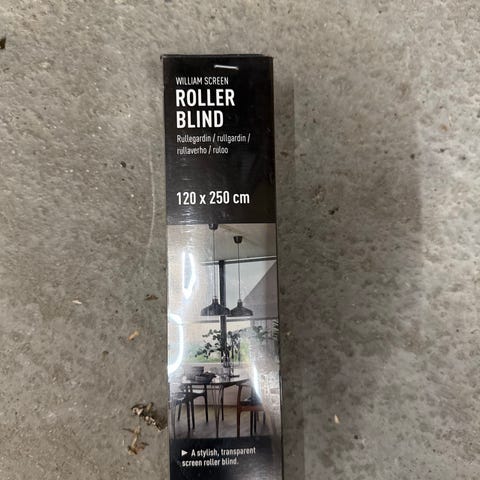 WILLIAM SCREEN
ROLLER
BLIND
Rullegardin / rullgardin /
rullaverho / ruloo
120 x 250 cm
► A stylish, transparent
screen roller blind.